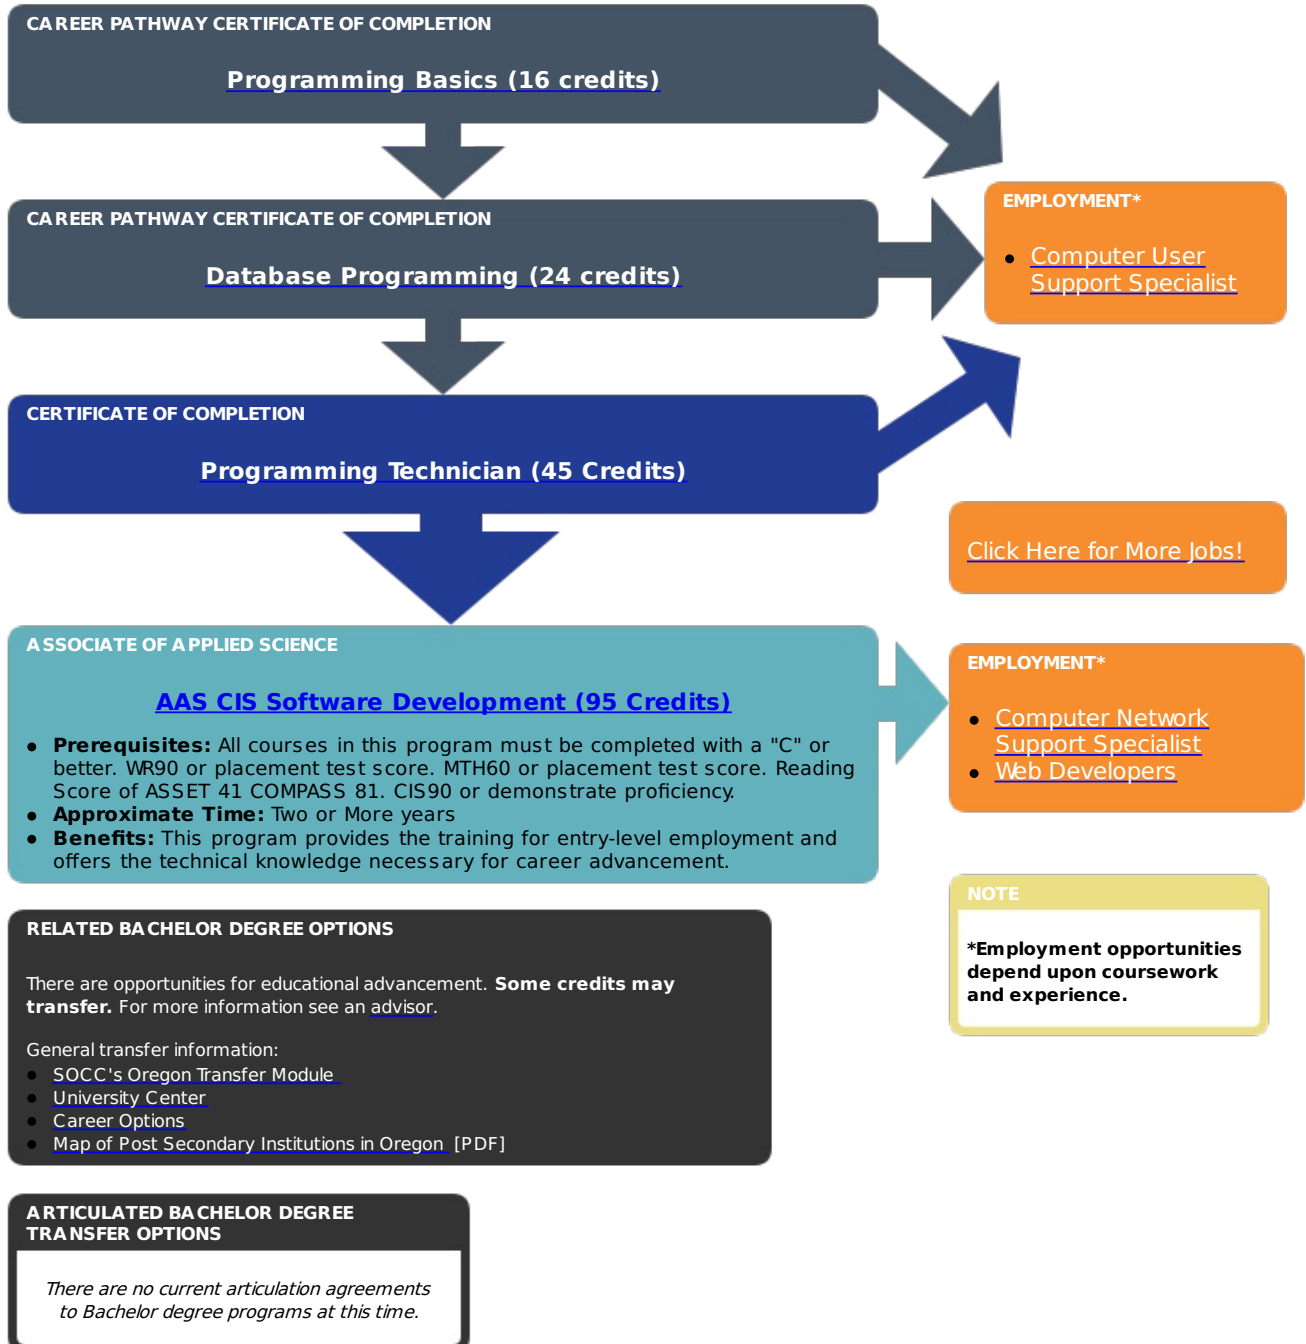 CAREER PATHWAY CERTIFICATE OF COMPLETION
Programming Basics (16 credits)
CAREER PATHWAY CERTIFICATE OF COMPLETION
Database Programming (24 credits)
EMPLOYMENT*
Computer User
Support Specialist
CERTIFICATE OF COMPLETION
Programming Technician (45 Credits)
Click Here for More Jobs!
ASSOCIATE OF APPLIED SCIENCE
AAS CIS Software Development (95 Credits)
Prerequisites: All courses in this program must be completed with a "C" or
better. WR90 or placement test score. MTH60 or placement test score. Reading
Score of ASSET 41 COMPASS 81. CIS90 or demonstrate proficiency.
Approximate Time: Two or More years
Benefits: This program provides the training for entry-level employment and
offers the technical knowledge necessary for career advancement.
EMPLOYMENT*
Computer Network
Support Specialist
Web Developers
NOTE
*Employment opportunities
depend upon coursework
and experience.
RELATED BACHELOR DEGREE OPTIONS
There are opportunities for educational advancement. Some credits may
transfer. For more information see an advisor.
General transfer information:
SOCC's Oregon Transfer Module
University Center
Career Options
Map of Post Secondary Institutions in Oregon [PDF]
ARTICULATED BACHELOR DEGREE
TRANSFER OPTIONS
There are no current articulation agreements
to Bachelor degree programs at this time.